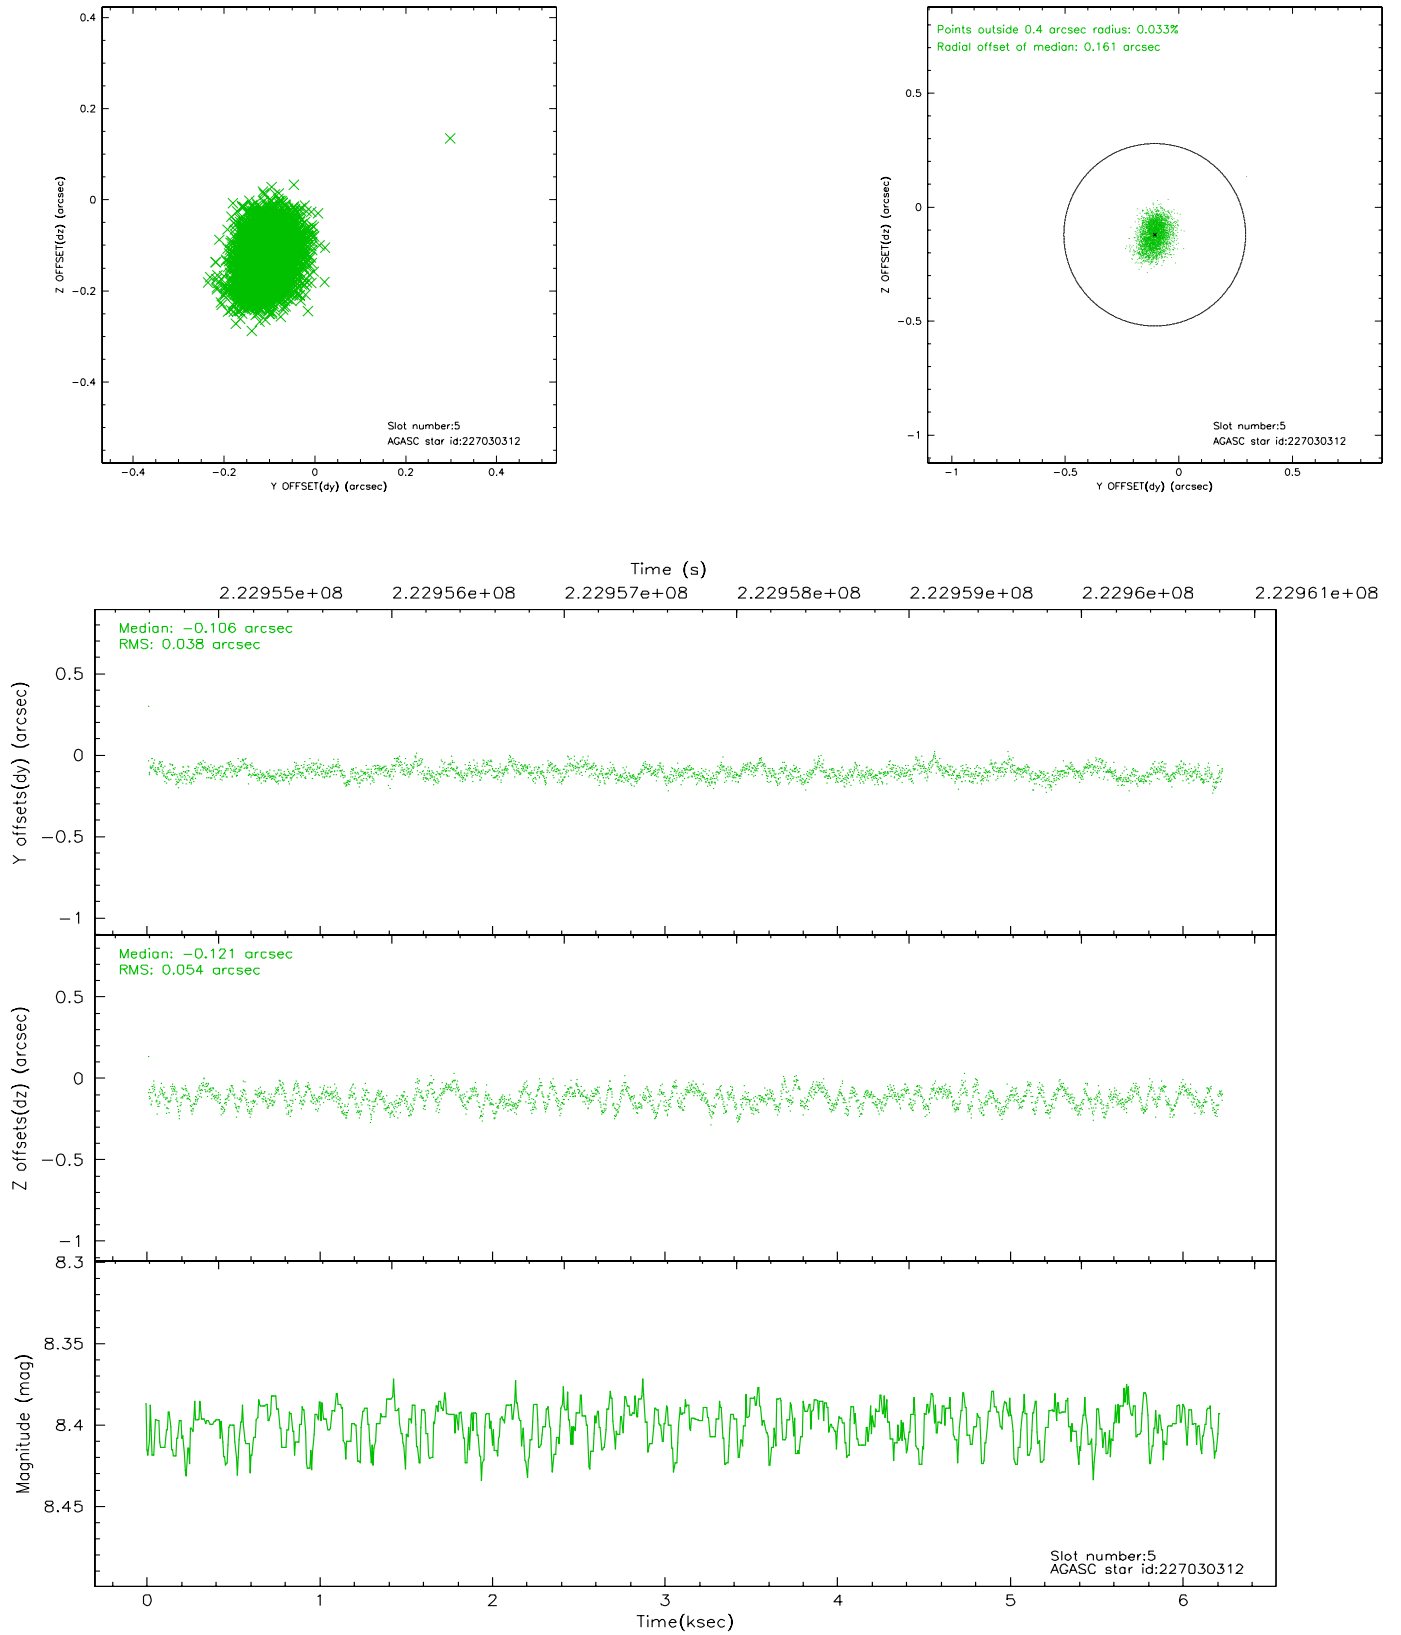 0.4
0.2
0
−0.2
−0.4
Z OFFSET(dz) (arcsec)
Slot number:5
AGASC star id:227030312
−0.4 −0.2 0 0.2 0.4
Y OFFSET(dy) (arcsec)
Points outside 0.4 arcsec radius: 0.033%
Radial offset of median: 0.161 arcsec
0.5
0
−0.5
−1
Z OFFSET(dz) (arcsec)
Slot number:5
AGASC star id:227030312
−1 −0.5 0 0.5
Y OFFSET(dy) (arcsec)
Time (s)
2.22955e+08 2.22956e+08 2.22957e+08 2.22958e+08 2.22959e+08 2.2296e+08 2.22961e+08
Median: −0.106 arcsec
RMS: 0.038 arcsec
0.5
0
−0.5
−1
Y offsets(dy) (arcsec)
Median: −0.121 arcsec
RMS: 0.054 arcsec
0.5
0
−0.5
−1
Z offsets(dz) (arcsec)
8.3
8.35
8.4
8.45
Magnitude (mag)
Slot number:5
AGASC star id:227030312
0 1 2 3 4 5 6
Time(ksec)